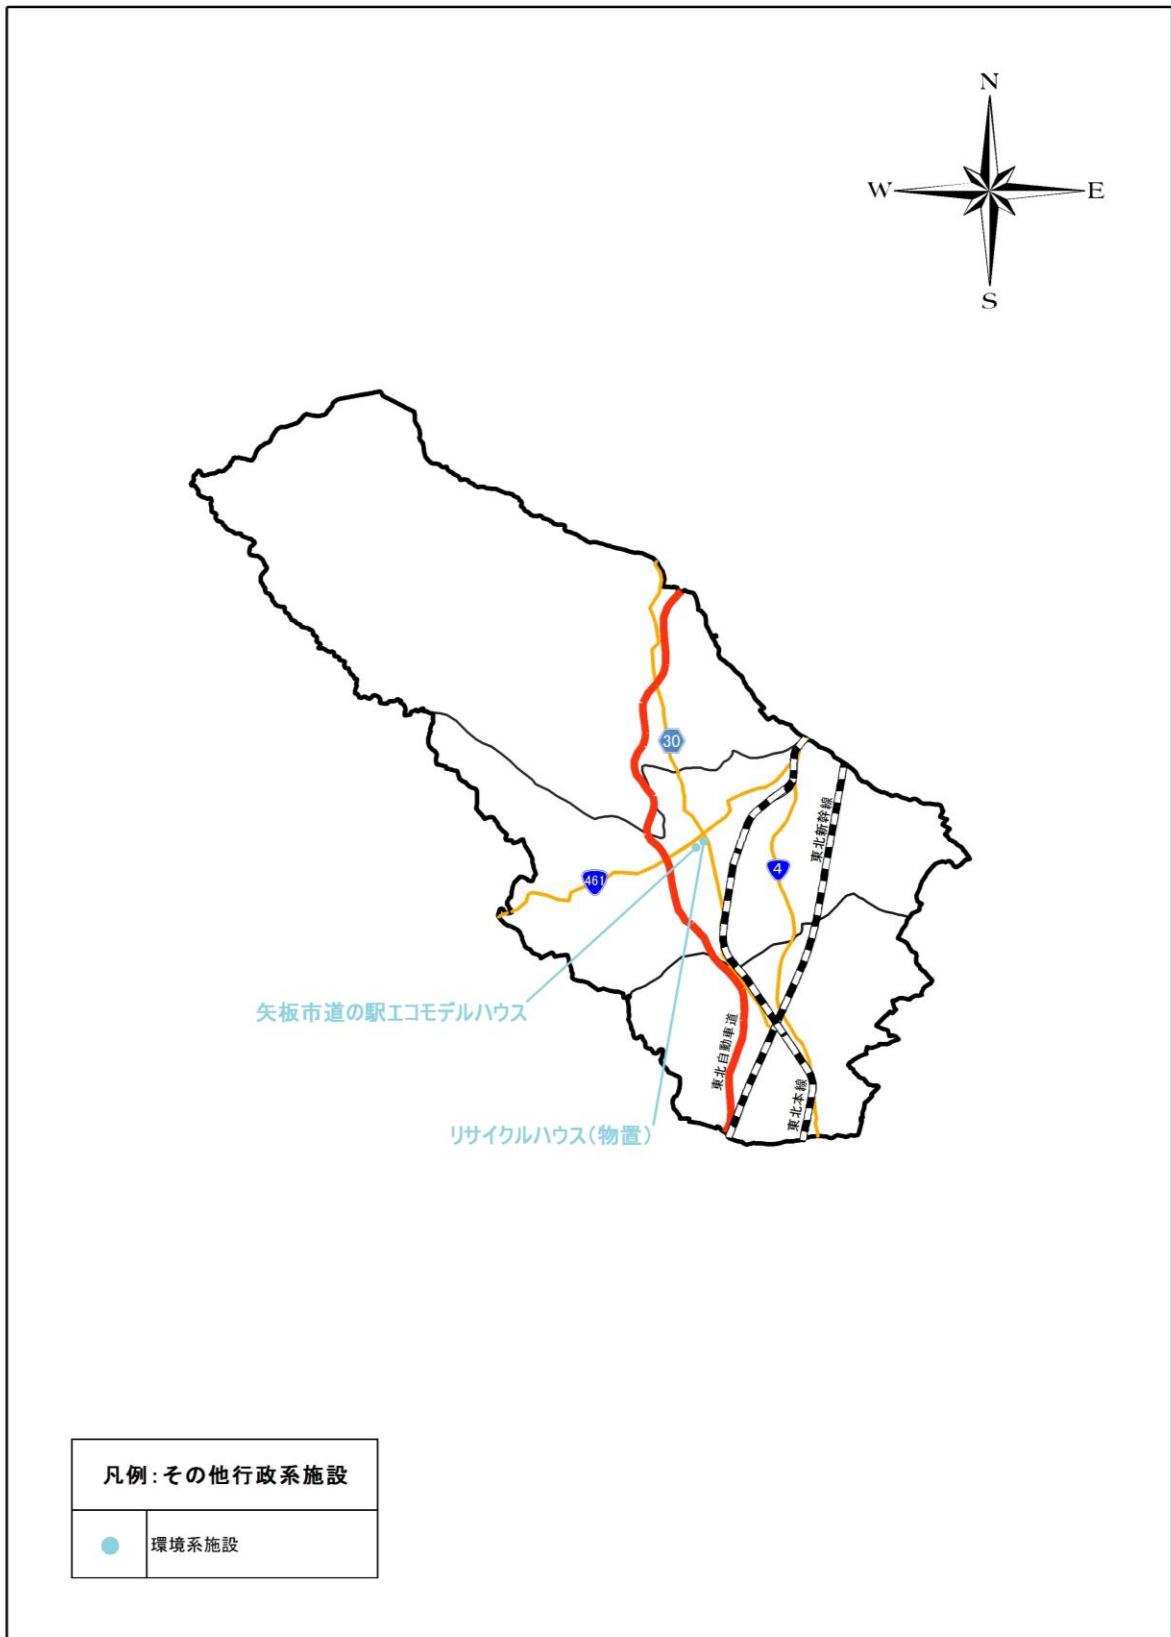 N
W
E
S
30
東北新幹線
4
461
矢板市道の駅エコモデルハウス
東北自動車道
東北本線
リサイクルハウス(物置)
凡例:その他行政系施設
環境系施設